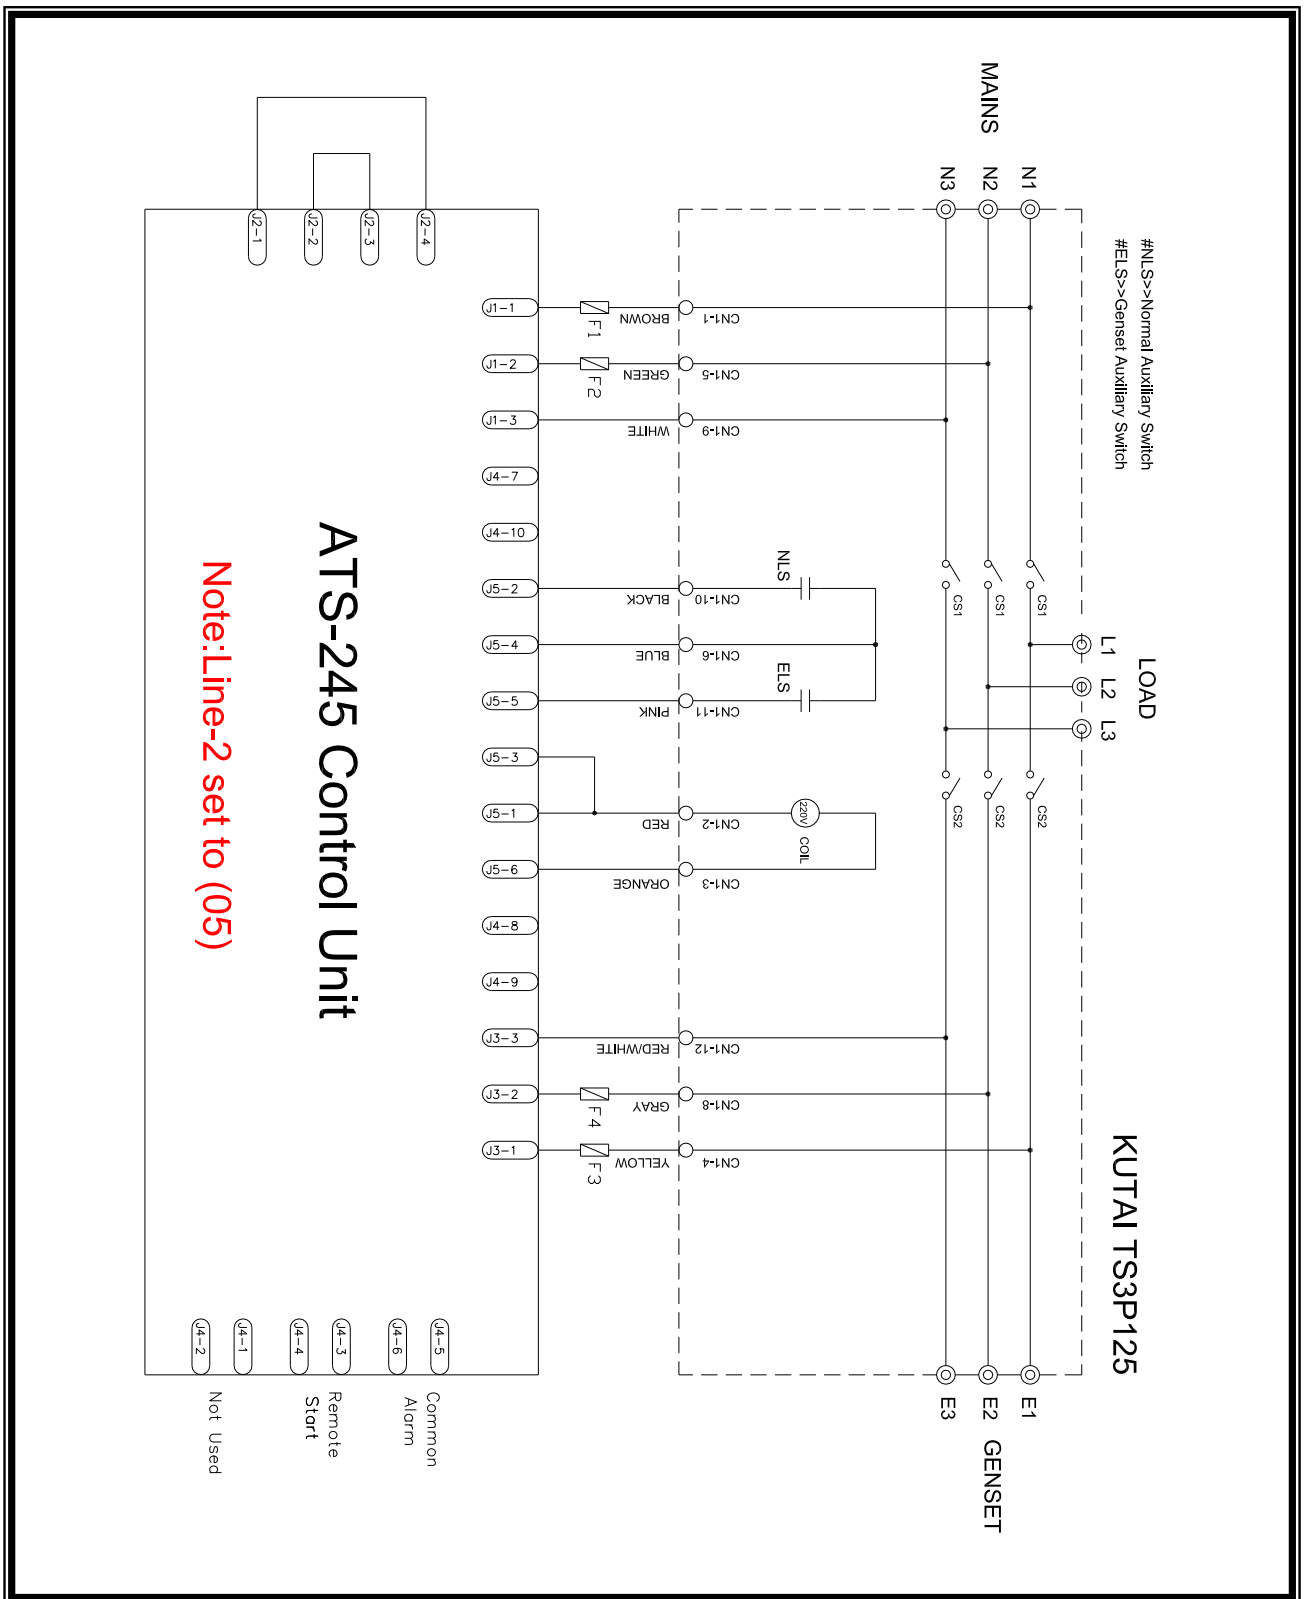 KUTAI TS3P125
#NLS>>Normal Auxiliary Switch
#ELS>>Genset Auxiliary Switch
LOAD
L1
L2
L3
MAINS
N1
N2
N3
CS1
CS1
CS1
CS2
CS2
CS2
E1
E2
E3
GENSET
NLS
ELS
220V
COIL
CN1-1
CN1-5
CN1-9
CN1-10
CN1-6
CN1-11
CN1-2
CN1-3
CN1-12
CN1-8
CN1-4
BROWN
GREEN
WHITE
BLACK
BLUE
PINK
RED
ORANGE
RED/WHITE
GRAY
YELLOW
F1
F2
F4
F3
J1-1
J1-2
J1-3
J4-7
J4-10
J5-2
J5-4
J5-5
J5-3
J5-1
J5-6
J4-8
J4-9
J3-3
J3-2
J3-1
J2-4
J2-3
J2-2
J2-1
ATS-245 Control Unit
Note:Line-2 set to (05)
J4-5
J4-6
Common
Alarm
J4-3
J4-4
Remote
Start
J4-1
J4-2
Not Used